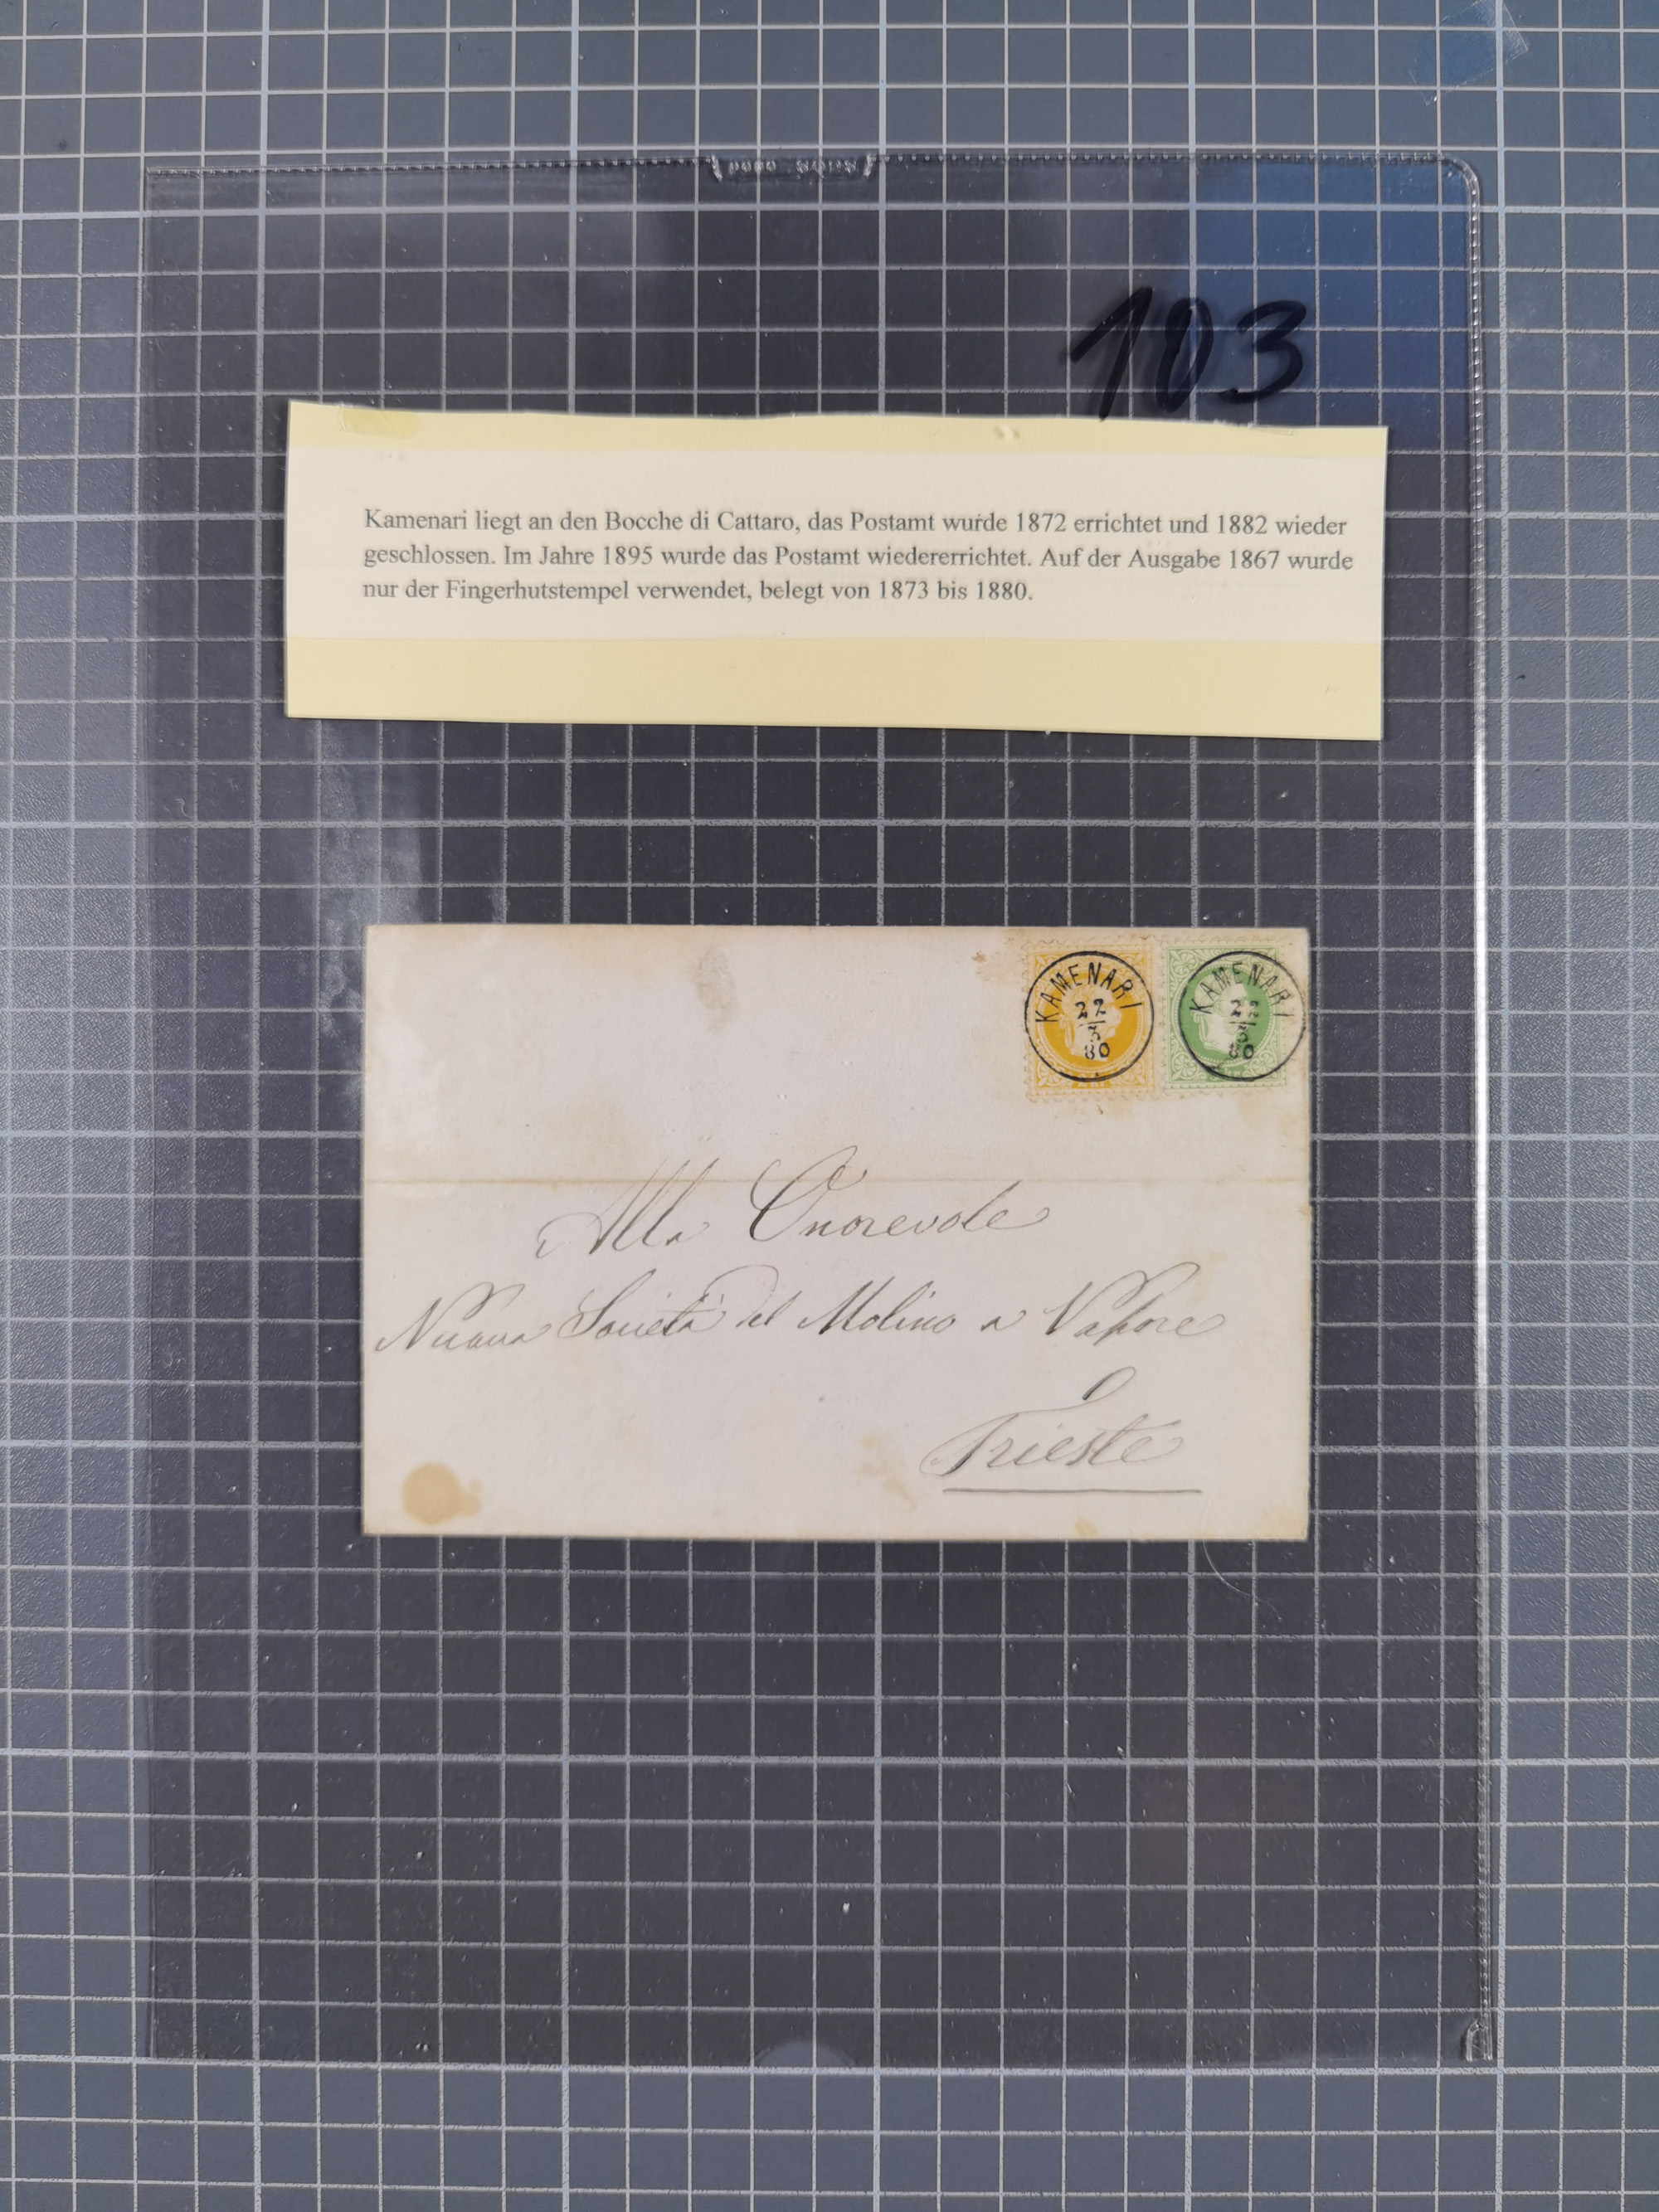 103
Kamenari liegt an den Bocche di Cattaro, das Postamt wurde 1872 errichtet und 1882 wieder
geschlossen. Im Jahre 1895 wurde das Postamt wiedererrichtet. Auf der Ausgabe 1867 wurde
nur der Fingerhutstempel verwendet, belegt von 1873 bis 1880.
KAMENARI
22
3
80
KAMENARI
22
3
80
Alla Onorevole
Nuova Società del Molino a Vapore
Trieste